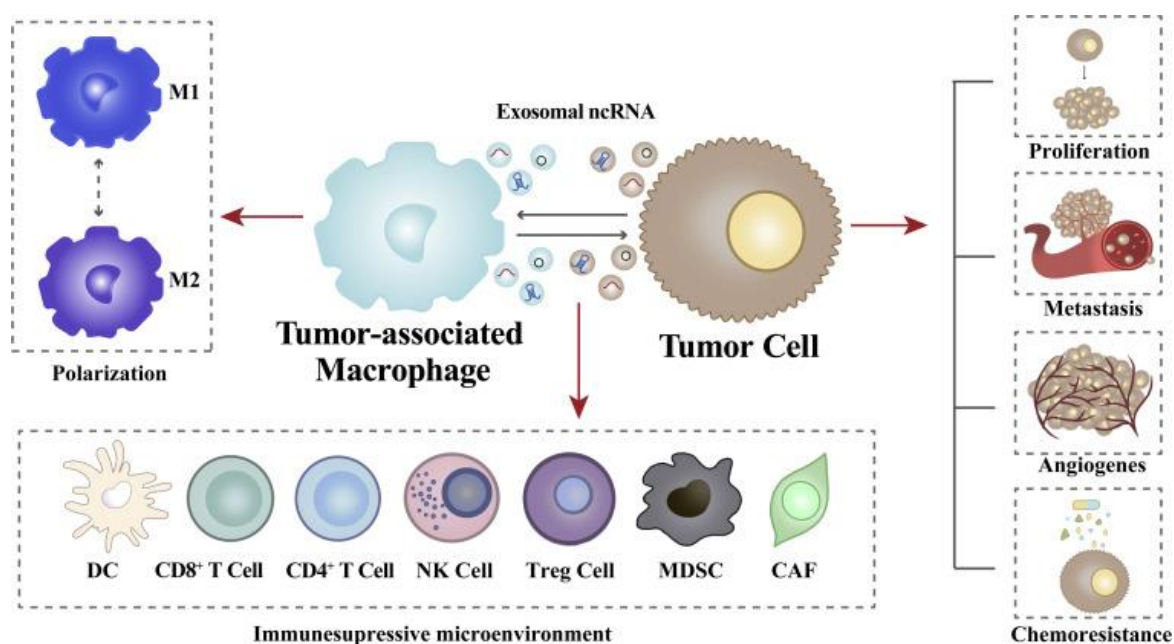 M1
M2
Polarization
Exosomal ncRNA
Tumor-associated
Macrophage
Tumor Cell
Proliferation
Metastasis
Angiogenes
Chemoresistance
DC
CD8⁺ T Cell
CD4⁺ T Cell
NK Cell
Treg Cell
MDSC
CAF
Immunesupressive microenvironment